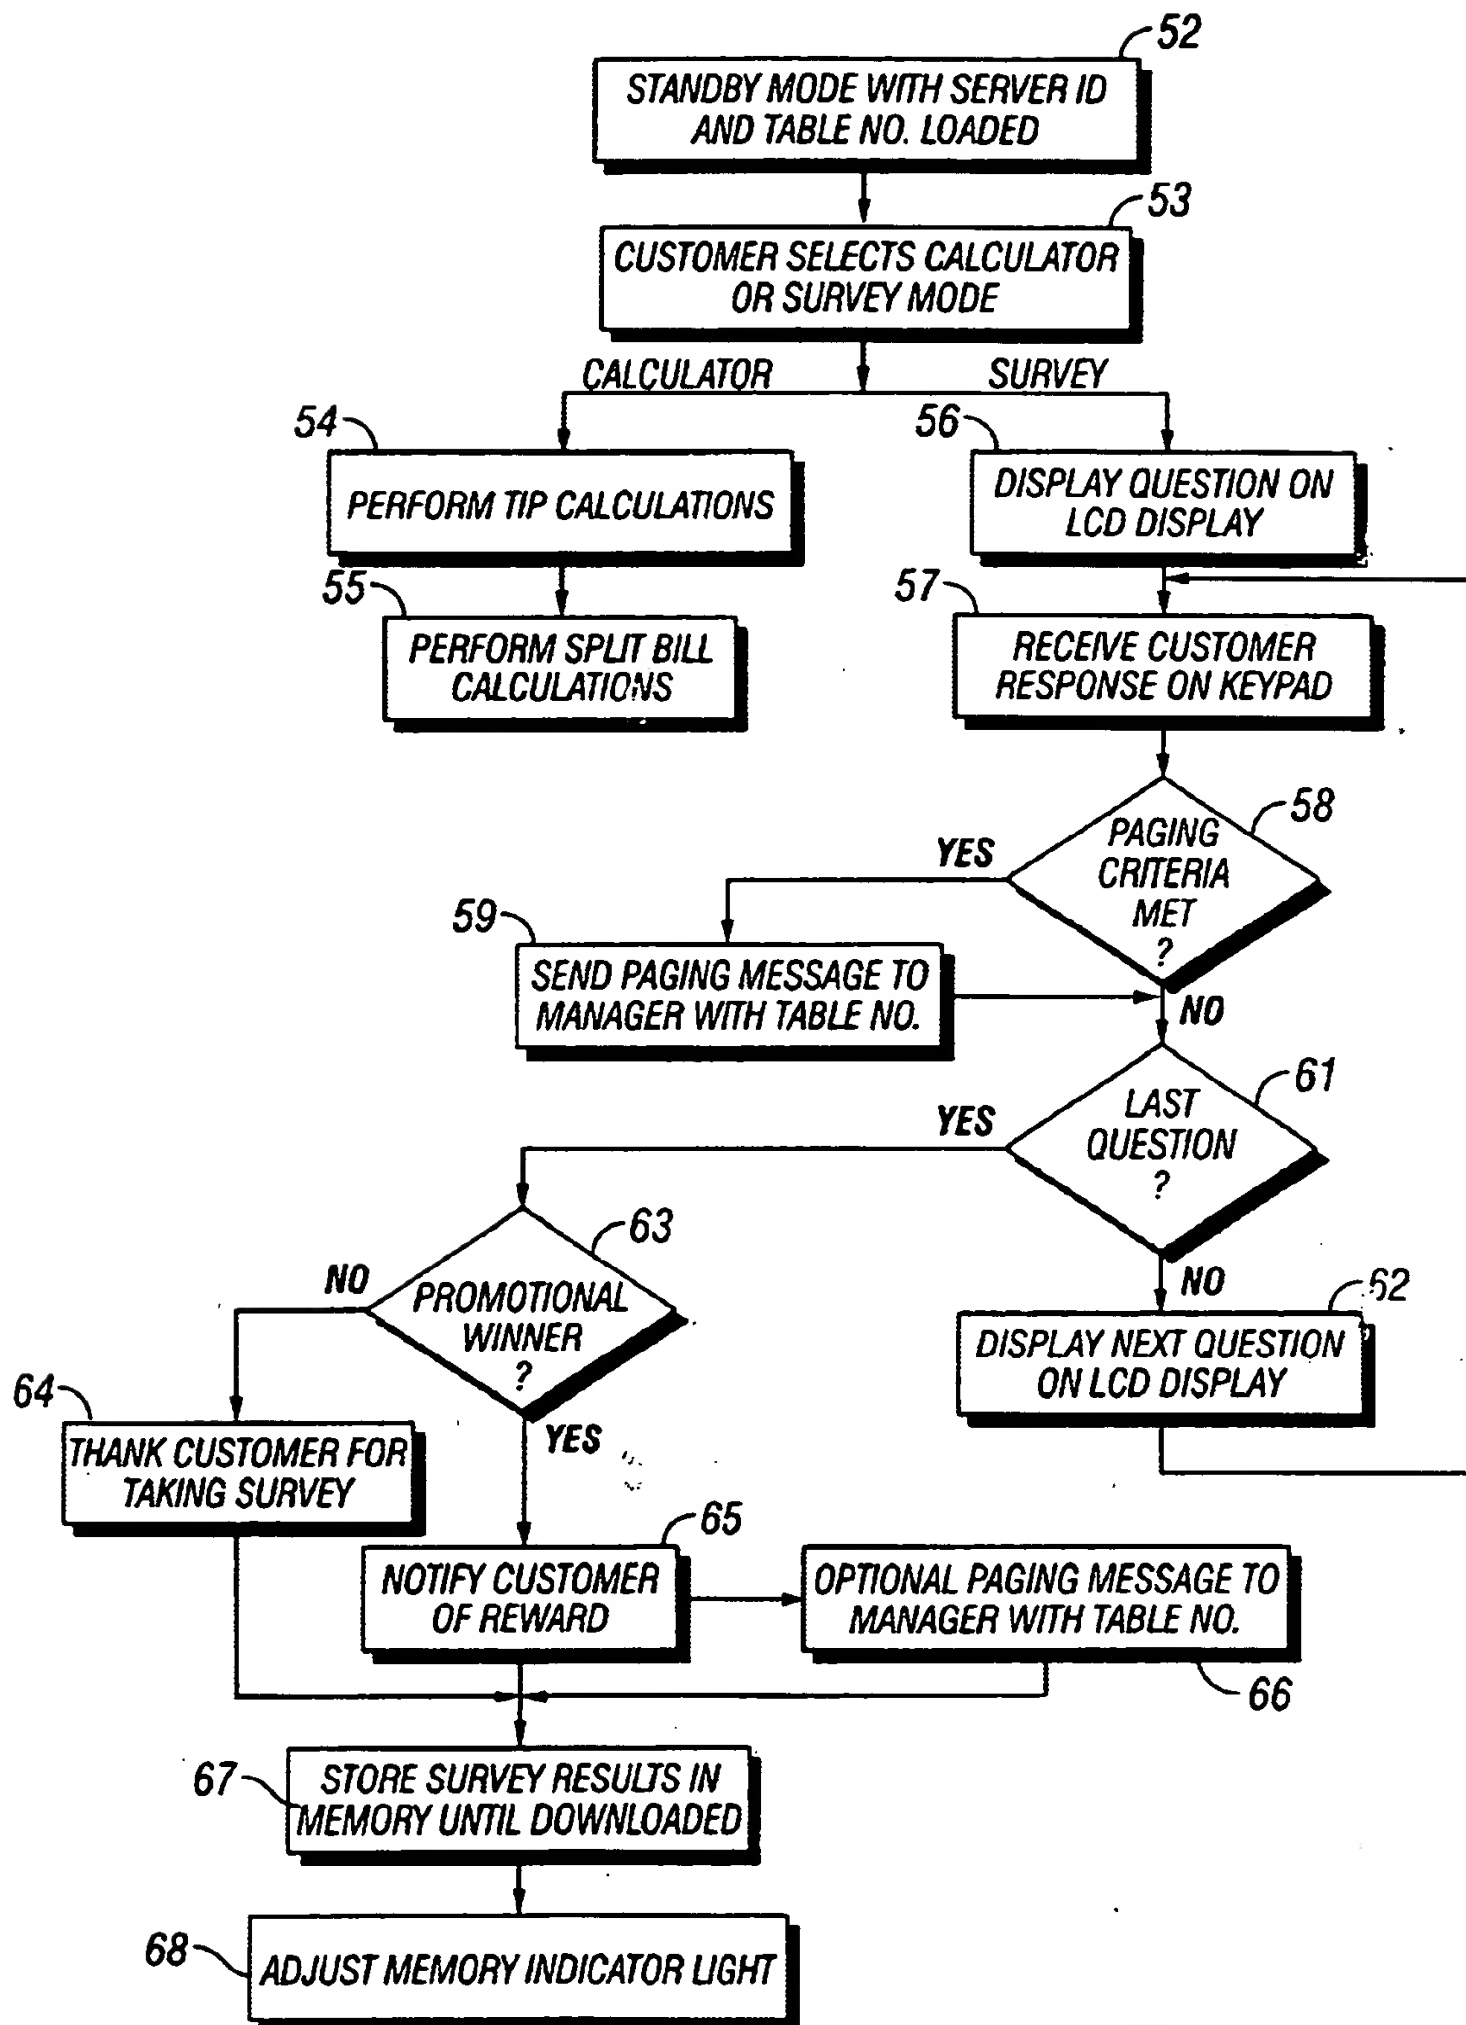 52
STANDBY MODE WITH SERVER ID
AND TABLE NO. LOADED
53
CUSTOMER SELECTS CALCULATOR
OR SURVEY MODE
CALCULATOR
SURVEY
54
PERFORM TIP CALCULATIONS
55
PERFORM SPLIT BILL
CALCULATIONS
56
DISPLAY QUESTION ON
LCD DISPLAY
57
RECEIVE CUSTOMER
RESPONSE ON KEYPAD
58
PAGING
CRITERIA
MET
?
YES
59
SEND PAGING MESSAGE TO
MANAGER WITH TABLE NO.
NO
61
LAST
QUESTION
?
YES
NO
62
DISPLAY NEXT QUESTION
ON LCD DISPLAY
63
PROMOTIONAL
WINNER
?
NO
64
THANK CUSTOMER FOR
TAKING SURVEY
YES
65
NOTIFY CUSTOMER
OF REWARD
OPTIONAL PAGING MESSAGE TO
MANAGER WITH TABLE NO.
66
67
STORE SURVEY RESULTS IN
MEMORY UNTIL DOWNLOADED
68
ADJUST MEMORY INDICATOR LIGHT